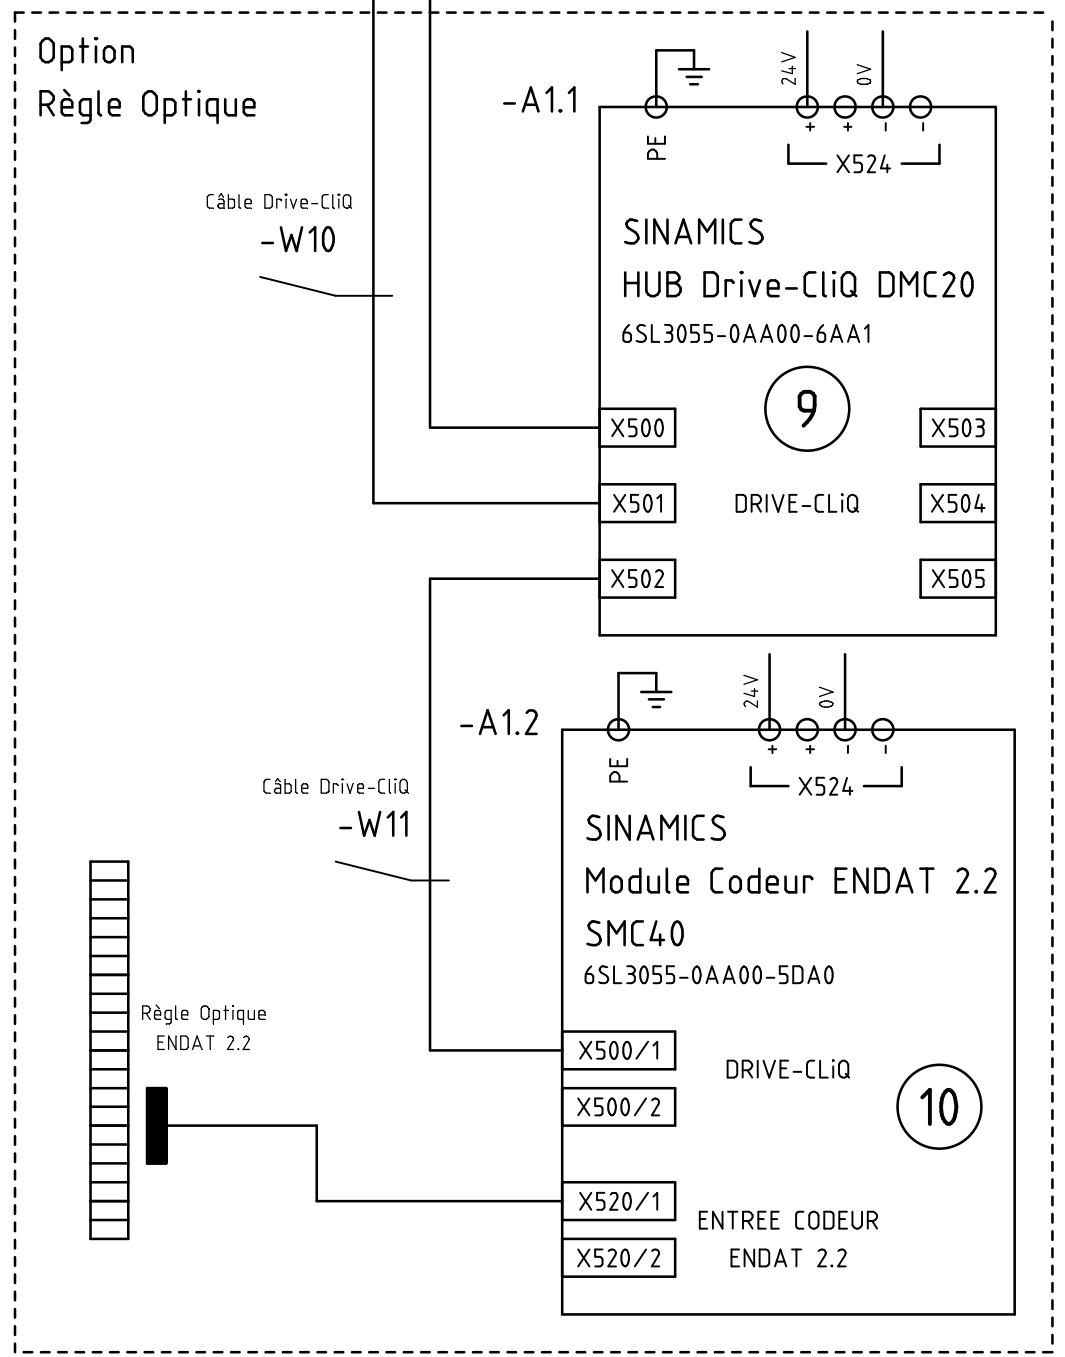 Option
Règle Optique
-A1.1
24V
0V
PE
+ + - -
X524
Câble Drive-CliQ
-W10
SINAMICS
HUB Drive-CliQ DMC20
6SL3055-0AA00-6AA1
9
X500
X503
X501
DRIVE-CLiQ
X504
X502
X505
-A1.2
24V
0V
PE
+ + - -
X524
Câble Drive-CliQ
-W11
SINAMICS
Module Codeur ENDAT 2.2
SMC40
6SL3055-0AA00-5DA0
Règle Optique
ENDAT 2.2
X500/1
DRIVE-CLiQ
X500/2
10
X520/1
ENTREE CODEUR
X520/2
ENDAT 2.2